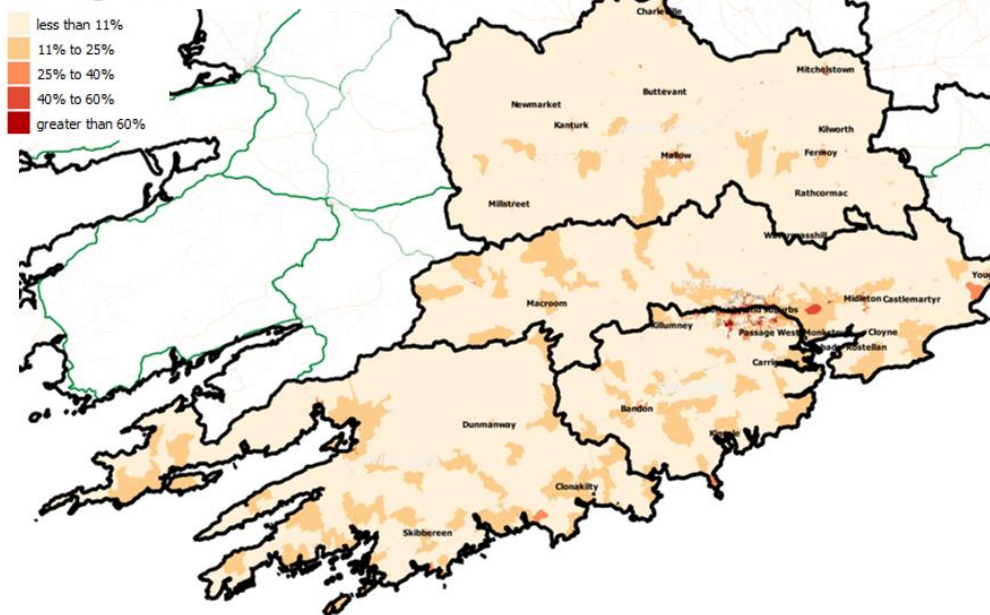 less than 11%
11% to 25%
25% to 40%
40% to 60%
greater than 60%
Charleville
Mitchelstown
Buttevant
Newmarket
Kanturk
Kilworth
Mallow
Fermoy
Rathcormac
Millstreet
Macroom
Midleton
Castlemartyr
suburbs
Killumney
Passage West
Cloyne
Rostellan
Bandon
Dunmanway
Clonakilty
Skibbereen